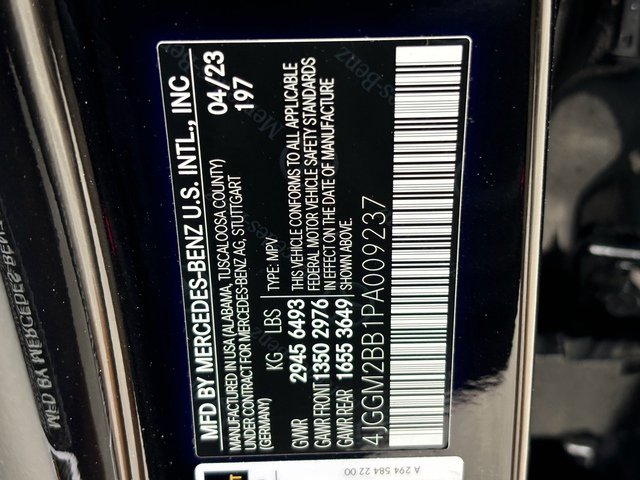 MFD BY MERCEDES-BENZ U.S. INTL., INC
04/23
197
MANUFACTURED IN USA (ALABAMA, TUSCALOOSA COUNTY)
UNDER CONTRACT FOR MERCEDES-BENZ AG, STUTTGART
(GERMANY)
TYPE: MPV
KG LBS
GVWR 2945 6493
GAWR FRONT 1350 2976
GAWR REAR 1655 3649
THIS VEHICLE CONFORMS TO ALL APPLICABLE
FEDERAL MOTOR VEHICLE SAFETY STANDARDS
IN EFFECT ON THE DATE OF MANUFACTURE
SHOWN ABOVE.
4JGGM2BB1PA009237
A 294 584 22 00